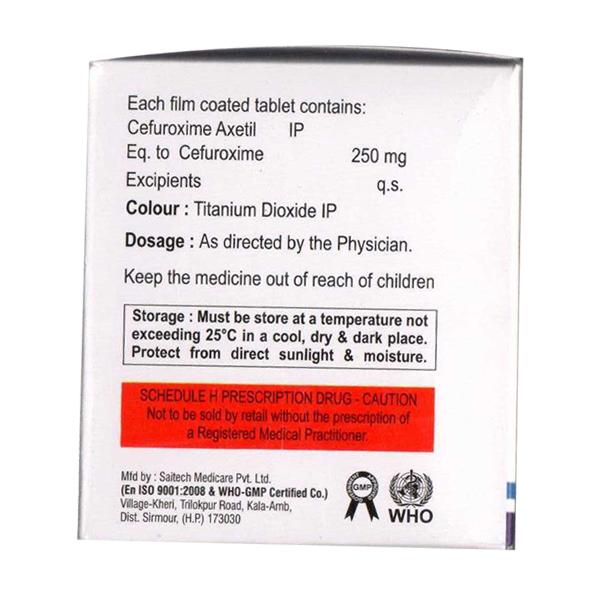 Each film coated tablet contains:
Cefuroxime Axetil IP
Eq. to Cefuroxime 250 mg
Excipients q.s.
Colour : Titanium Dioxide IP
Dosage : As directed by the Physician.
Keep the medicine out of reach of children
Storage : Must be store at a temperature not
exceeding 25°C in a cool, dry & dark place.
Protect from direct sunlight & moisture.
SCHEDULE H PRESCRIPTION DRUG - CAUTION
Not to be sold by retail without the prescription of
a Registered Medical Practitioner.
Mfd by : Saitech Medicare Pvt. Ltd.
(En ISO 9001:2008 & WHO-GMP Certified Co.)
Village-Kheri, Trilokpur Road, Kala-Amb,
Dist. Sirmour, (H.P.) 173030
GMP
WHO